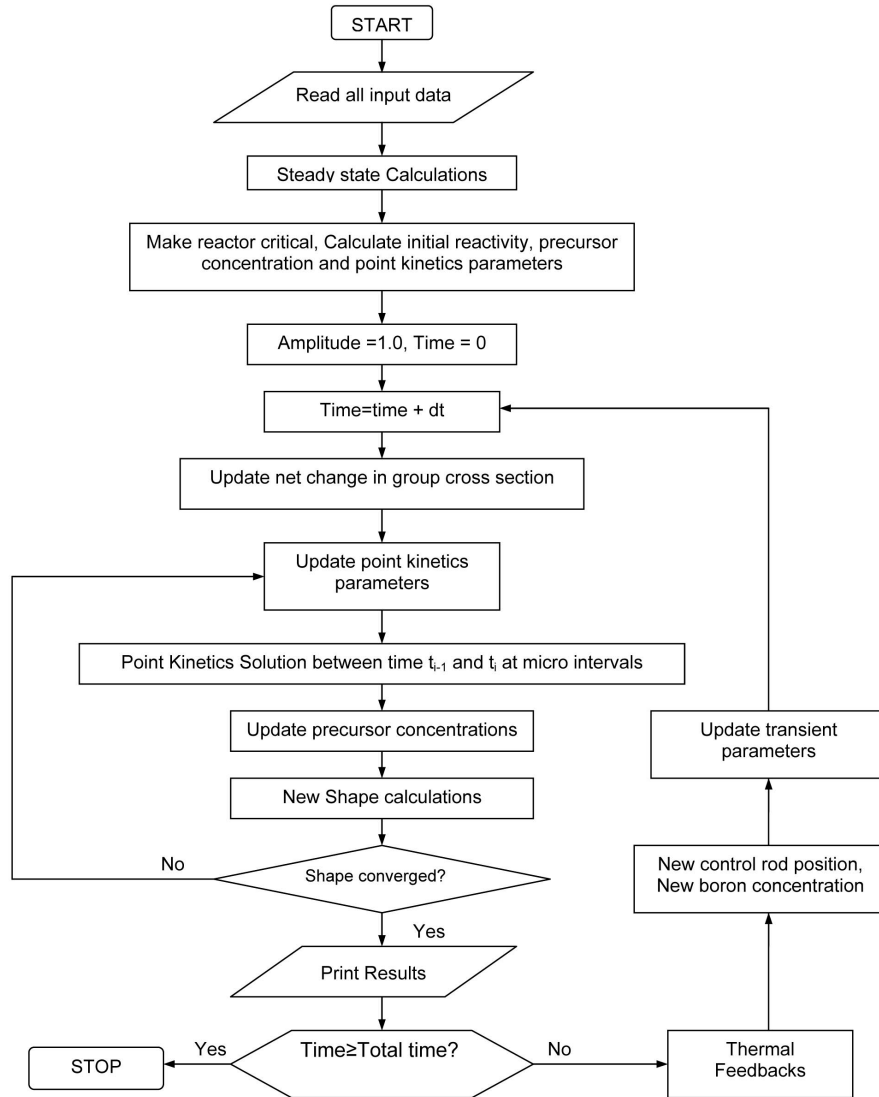 START
Read all input data
Steady state Calculations
Make reactor critical, Calculate initial reactivity, precursor
concentration and point kinetics parameters
Amplitude =1.0, Time = 0
Time=time + dt
Update net change in group cross section
Update point kinetics
parameters
Point Kinetics Solution between time tᵢ₋₁ and tᵢ at micro intervals
Update precursor concentrations
New Shape calculations
No
Shape converged?
Yes
Print Results
Time≥Total time?
Yes
STOP
No
Thermal
Feedbacks
New control rod position,
New boron concentration
Update transient
parameters